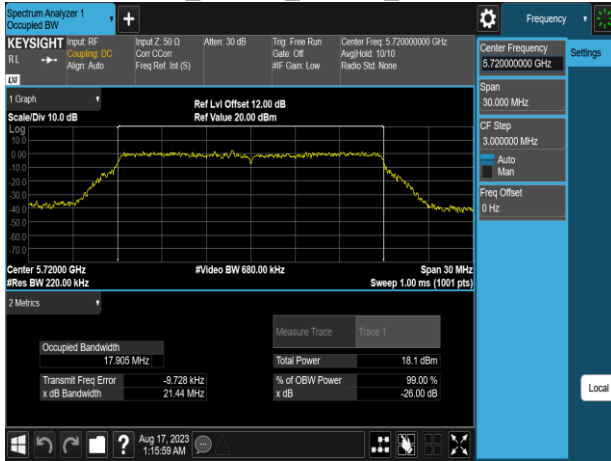 Spectrum Analyzer 1
Occupied BW
Frequency
KEYSIGHT
RL
LXI
Input: RF
Coupling: DC
Align: Auto
Input Z: 50 Ω
Corr CCorr
Freq Ref: Int (S)
Atten: 30 dB
Trig: Free Run
Gate: Off
#IF Gain: Low
Center Freq: 5.720000000 GHz
Avg|Hold: 10/10
Radio Std: None
Center Frequency
5.720000000 GHz
Settings
Span
30.000 MHz
CF Step
3.000000 MHz
Auto
Man
Freq Offset
0 Hz
1 Graph
Scale/Div 10.0 dB
Ref Lvl Offset 12.00 dB
Ref Value 20.00 dBm
Log
10.0
0.00
-10.0
-20.0
-30.0
-40.0
-50.0
-60.0
-70.0
Center 5.72000 GHz
#Res BW 220.00 kHz
#Video BW 680.00 kHz
Span 30 MHz
Sweep 1.00 ms (1001 pts)
2 Metrics
Measure Trace
Trace 1
Occupied Bandwidth
17.905 MHz
Total Power
18.1 dBm
Transmit Freq Error
-9.728 kHz
% of OBW Power
99.00 %
x dB Bandwidth
21.44 MHz
x dB
-26.00 dB
Local
Aug 17, 2023
1:15:59 AM